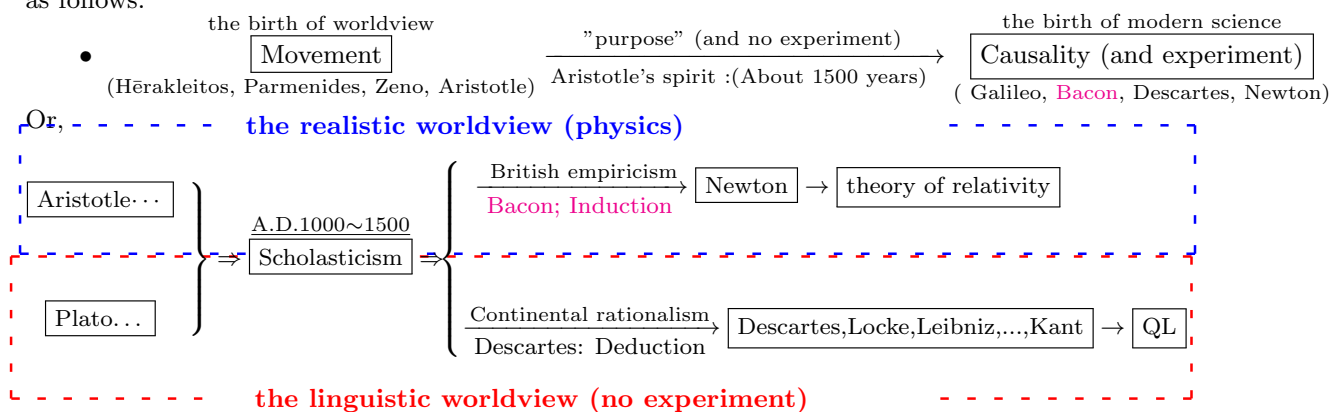 as follows:
the birth of worldview
the birth of modern science
• Movement
"purpose" (and no experiment)
Causality (and experiment)
(Hērakleitos, Parmenides, Zeno, Aristotle)
Aristotle's spirit :(About 1500 years)
( Galileo, Bacon, Descartes, Newton)
Or,
the realistic worldview (physics)
Aristotle···
A.D.1000∼1500
⇒ Scholasticism ⇒
British empiricism
Bacon; Induction
Newton → theory of relativity
Plato...
Continental rationalism
Descartes: Deduction
Descartes,Locke,Leibniz,...,Kant → QL
the linguistic worldview (no experiment)